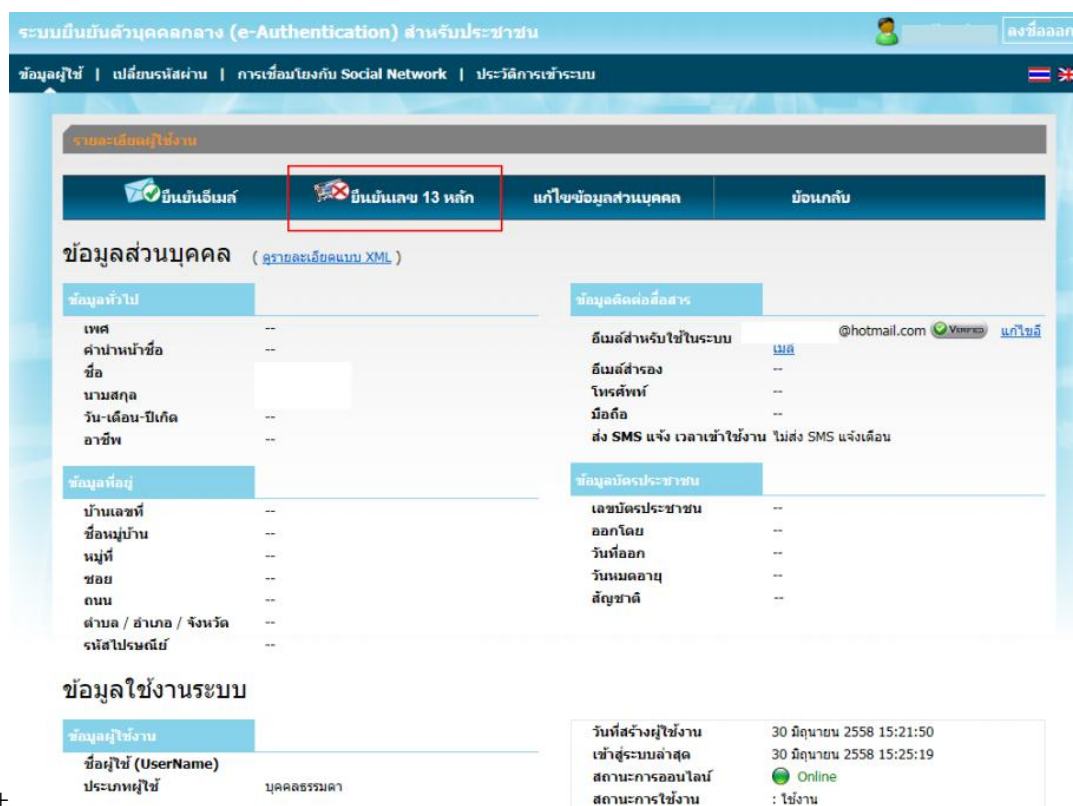 ระบบยืนยันตัวบุคคลกลาง (e-Authentication) สำหรับประชาชน ลงชื่อออก
ข้อมูลผู้ใช้ | เปลี่ยนรหัสผ่าน | การเชื่อมโยงกับ Social Network | ประวัติการเข้าระบบ
รายละเอียดผู้ใช้งาน
ยืนยันอีเมล์ ยืนยันเลข 13 หลัก แก้ไขข้อมูลส่วนบุคคล ย้อนกลับ
ข้อมูลส่วนบุคคล ( ดูรายละเอียดแบบ XML )
ข้อมูลทั่วไป
เพศ --
คำนำหน้าชื่อ --
ชื่อ
นามสกุล
วัน-เดือน-ปีเกิด --
อาชีพ --
ข้อมูลติดต่อสื่อสาร
อีเมล์สำหรับใช้ในระบบ @hotmail.com VERIFIED แก้ไขอี
เมล์
อีเมล์สำรอง --
โทรศัพท์ --
มือถือ --
ส่ง SMS แจ้ง เวลาเข้าใช้งาน ไม่ส่ง SMS แจ้งเตือน
ข้อมูลที่อยู่
บ้านเลขที่ --
ชื่อหมู่บ้าน --
หมู่ที่ --
ซอย --
ถนน --
ตำบล / อำเภอ / จังหวัด --
รหัสไปรษณีย์ --
ข้อมูลบัตรประชาชน
เลขบัตรประชาชน --
ออกโดย --
วันที่ออก --
วันหมดอายุ --
สัญชาติ --
ข้อมูลใช้งานระบบ
ข้อมูลผู้ใช้งาน
ชื่อผู้ใช้ (UserName)
ประเภทผู้ใช้ บุคคลธรรมดา
วันที่สร้างผู้ใช้งาน 30 มิถุนายน 2558 15:21:50
เข้าสู่ระบบล่าสุด 30 มิถุนายน 2558 15:25:19
สถานะการออนไลน์ Online
สถานะการใช้งาน : ใช้งาน